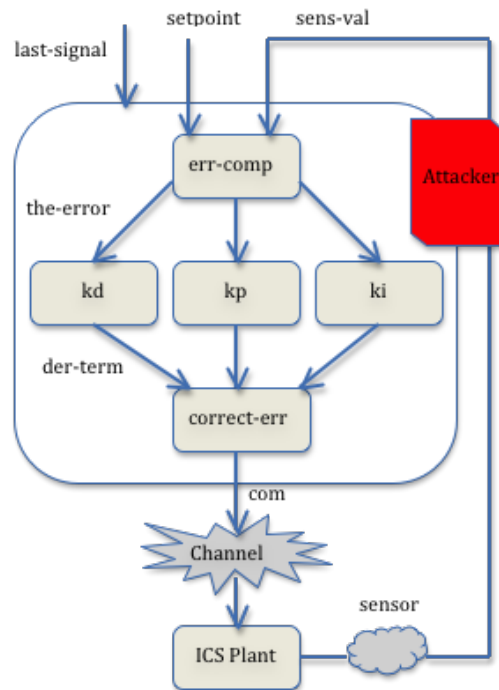 setpoint
sens-val
last-signal
err-comp
Attacker
the-error
kd
kp
ki
der-term
correct-err
com
Channel
sensor
ICS Plant